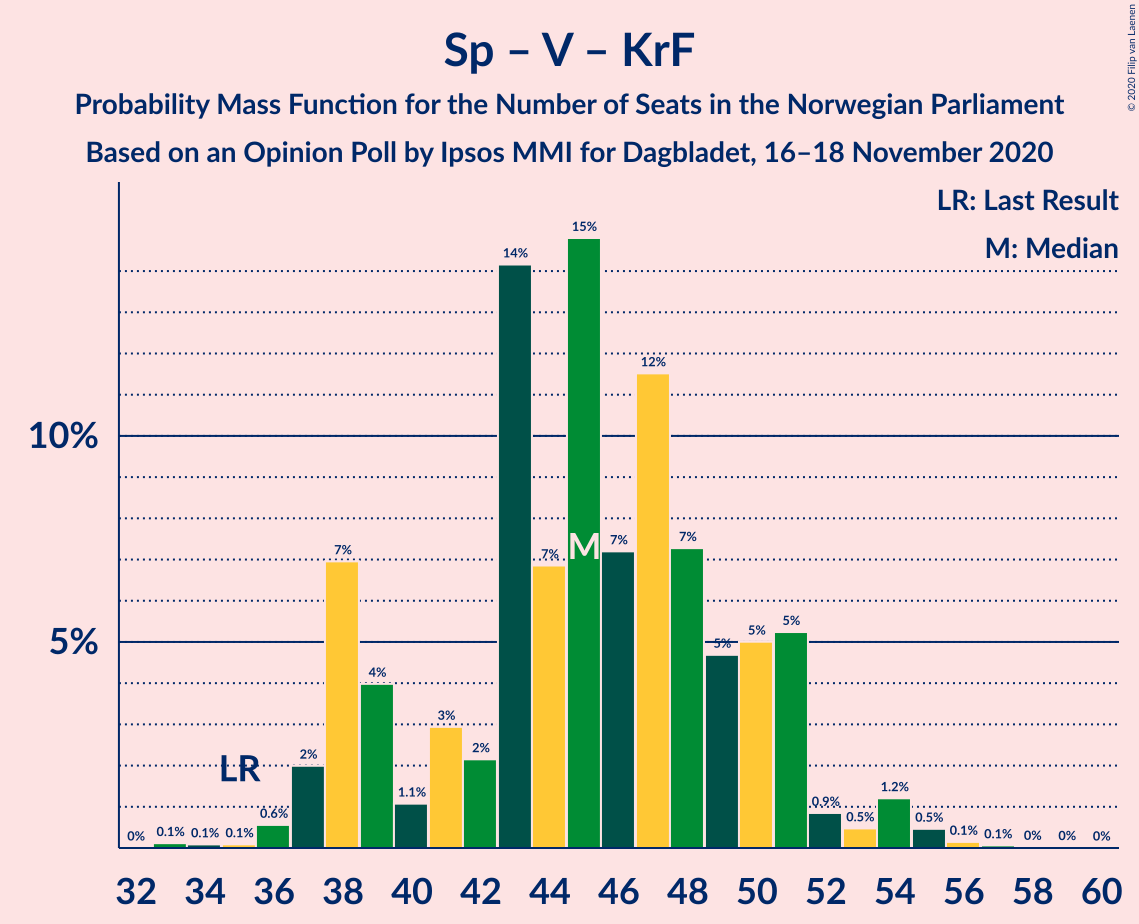 Sp – V – KrF
Probability Mass Function for the Number of Seats in the Norwegian Parliament
Based on an Opinion Poll by Ipsos MMI for Dagbladet, 16–18 November 2020
© 2020 Filip van Laenen
LR: Last Result
M: Median
10%
5%
LR
M
0% 0.1% 0.1% 0.1% 0.6% 2% 7% 4% 1.1% 3% 2% 14% 7% 15% 7% 12% 7% 5% 5% 5% 0.9% 0.5% 1.2% 0.5% 0.1% 0.1% 0% 0% 0%
32 34 36 38 40 42 44 46 48 50 52 54 56 58 60